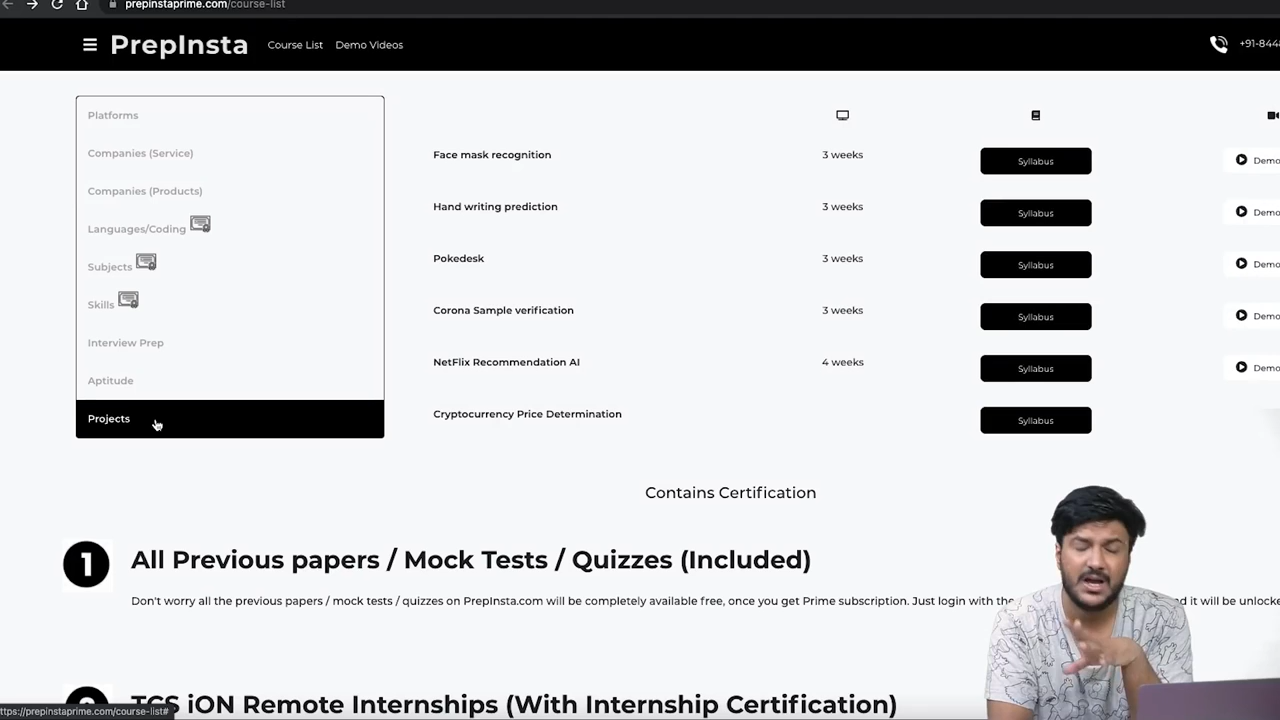 prepinstaprime.com/course-list
PrepInsta Course List Demo Videos +91-844
Platforms
Companies (Service)
Companies (Products)
Languages/Coding
Subjects
Skills
Interview Prep
Aptitude
Projects
Face mask recognition 3 weeks Syllabus Demo
Hand writing prediction 3 weeks Syllabus Demo
Pokedesk 3 weeks Syllabus Demo
Corona Sample verification 3 weeks Syllabus Demo
NetFlix Recommendation AI 4 weeks Syllabus Demo
Cryptocurrency Price Determination Syllabus
Contains Certification
1 All Previous papers / Mock Tests / Quizzes (Included)
Don't worry all the previous papers / mock tests / quizzes on PrepInsta.com will be completely available free, once you get Prime subscription. Just login with the d it will be unlocke
TCS iON Remote Internships (With Internship Certification)
ttps://prepinstaprime.com/course-list#